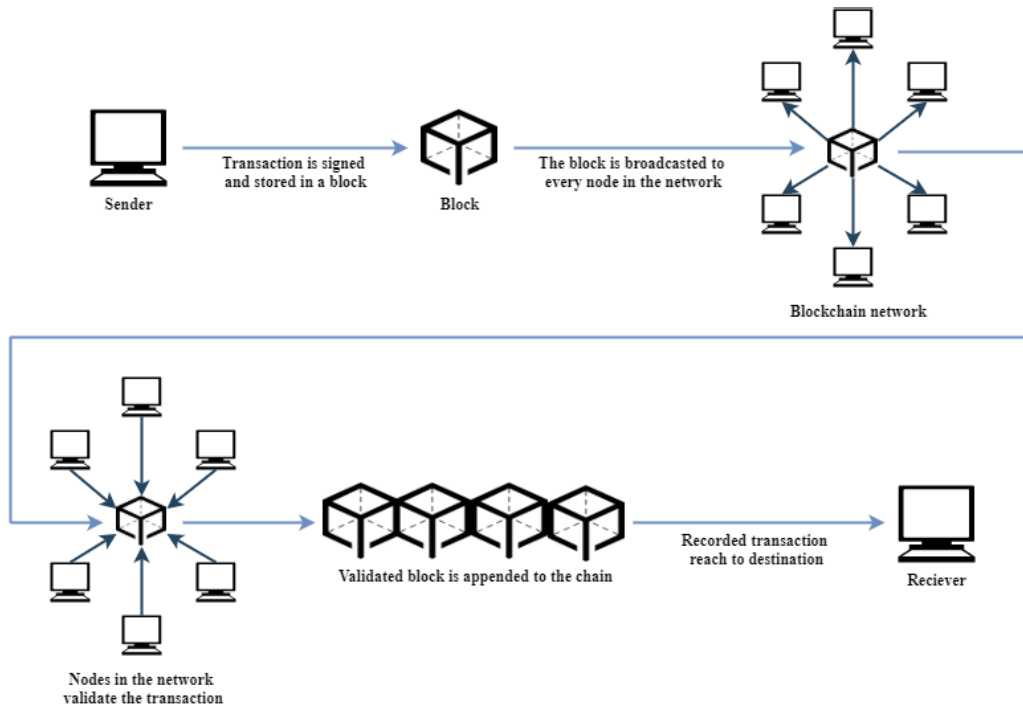 Transaction is signed
and stored in a block
Sender
Block
The block is broadcasted to
every node in the network
Blockchain network
Nodes in the network
validate the transaction
Validated block is appended to the chain
Recorded transaction
reach to destination
Reciever